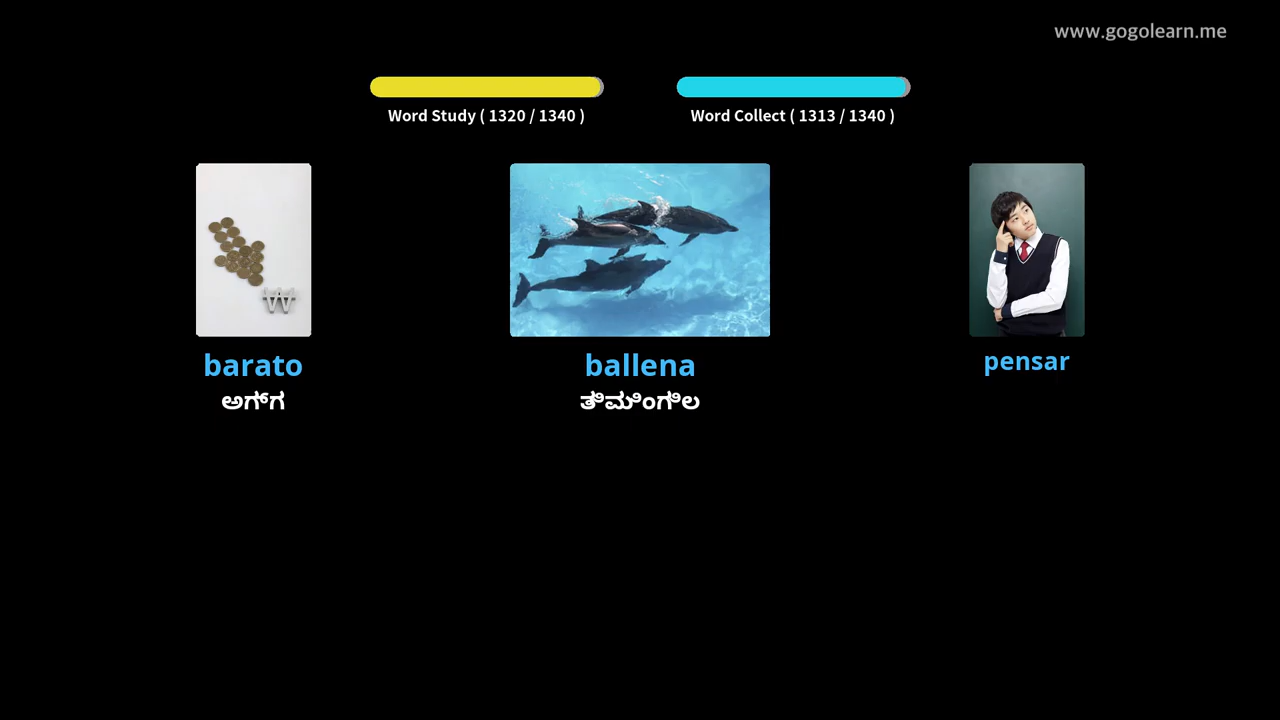 www.gogolearn.me
Word Study ( 1320 / 1340 )
Word Collect ( 1313 / 1340 )
barato
ಅಗ್ಗ
ballena
ತಿಮಿಂಗಿಲ
pensar